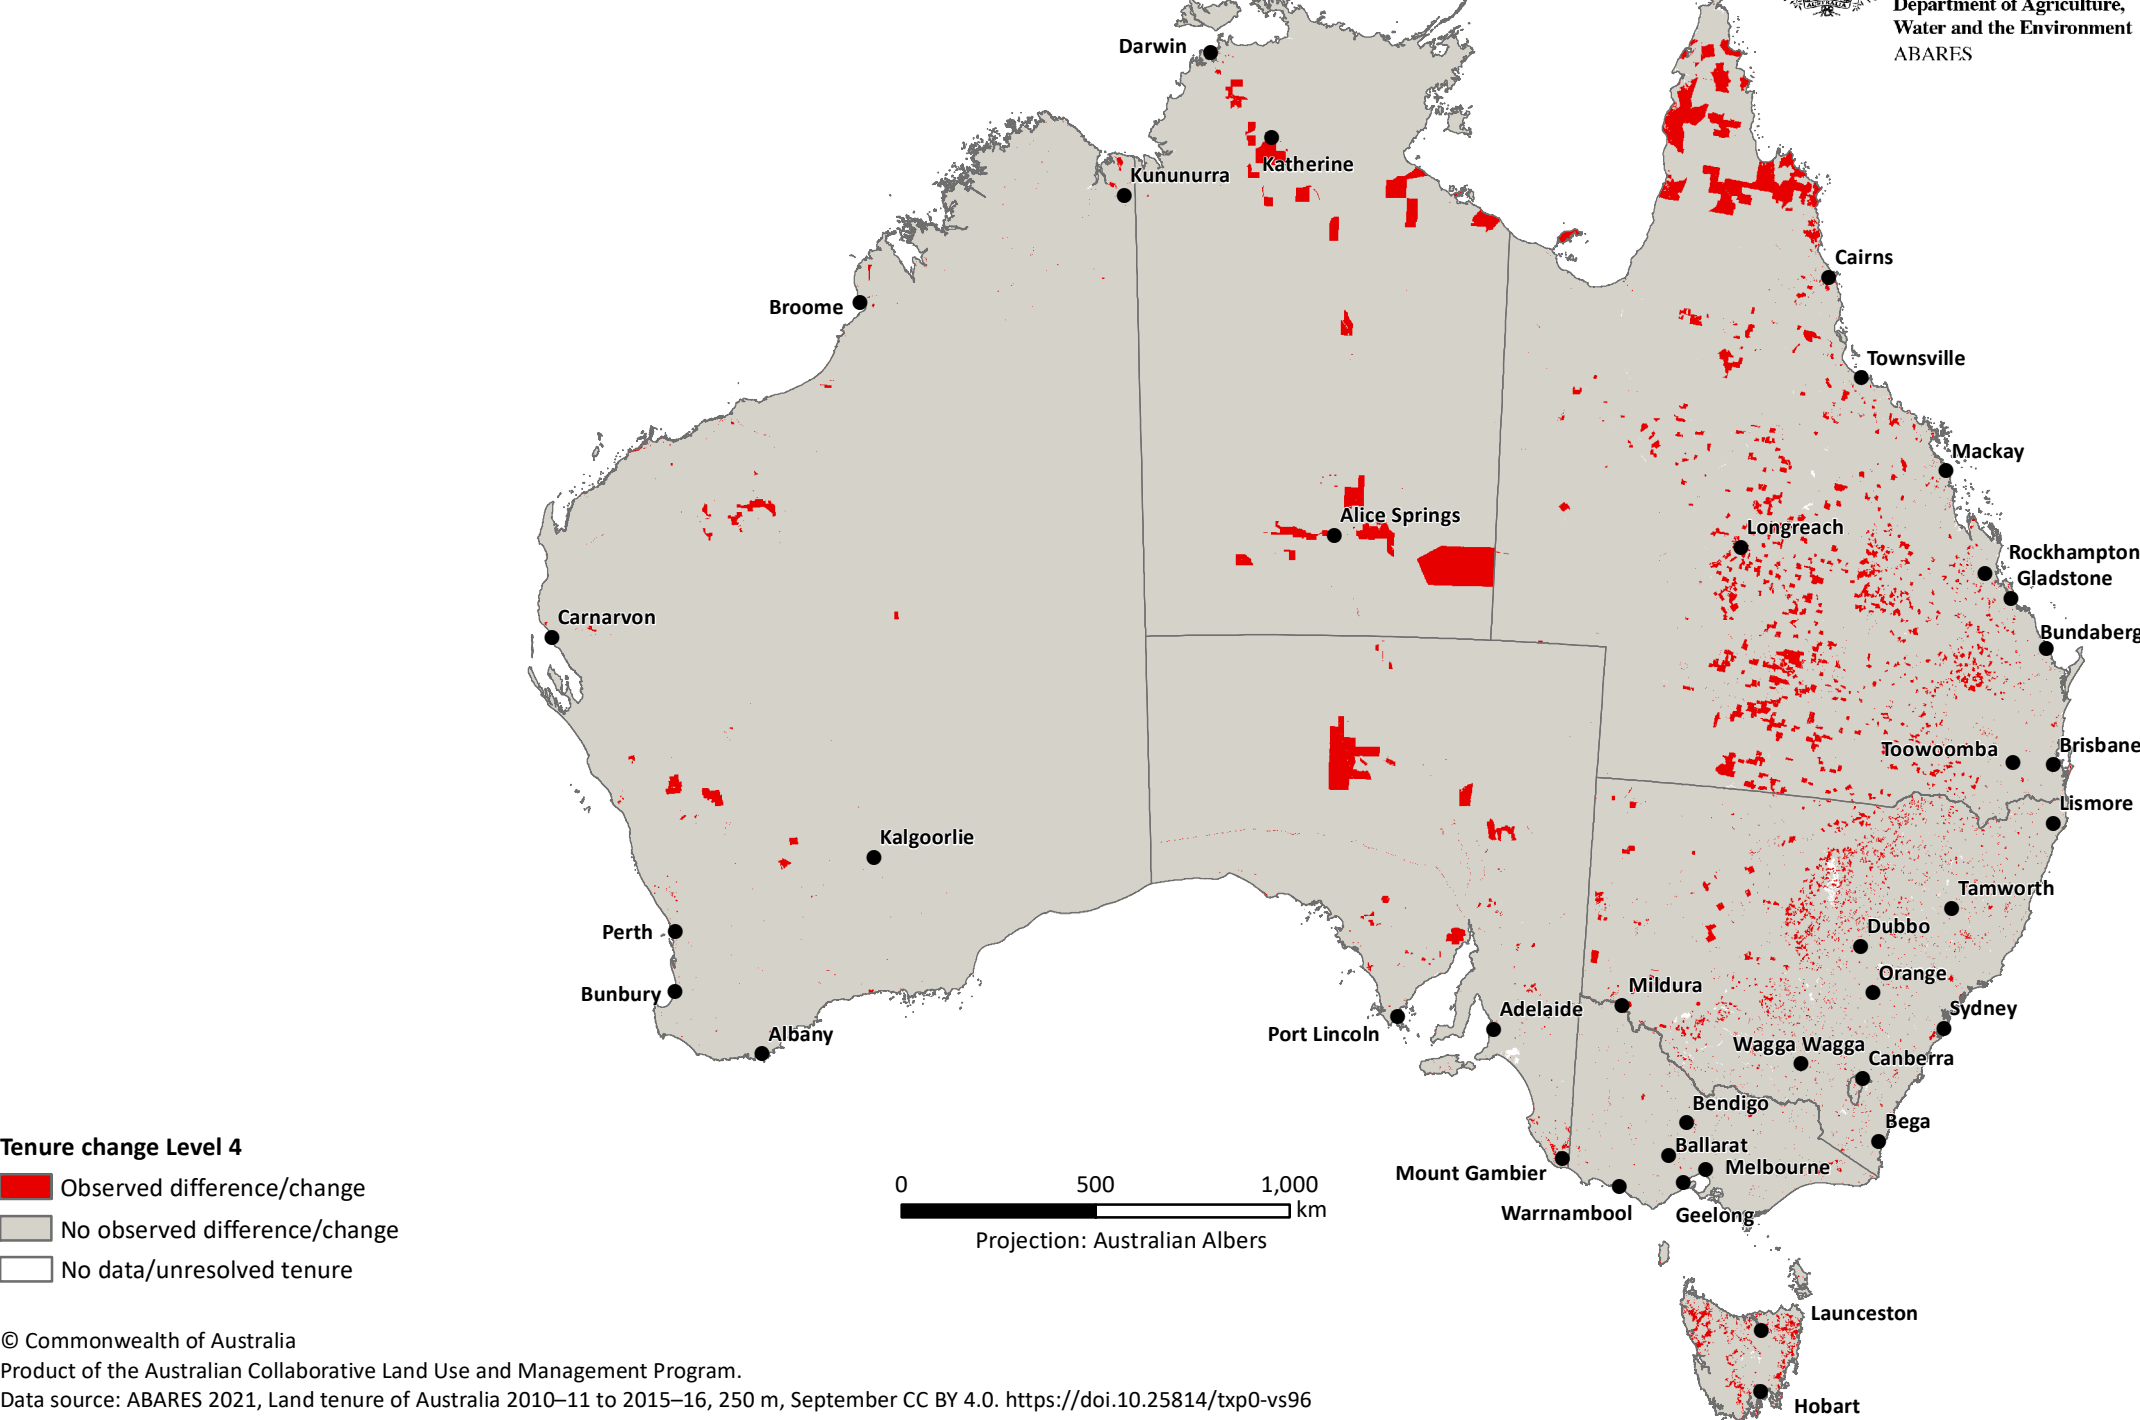 Department of Agriculture,
Water and the Environment
ABARES
Darwin
Katherine
Kununurra
Cairns
Broome
Townsville
Mackay
Alice Springs
Longreach
Rockhampton
Gladstone
Carnarvon
Bundaberg
Toowoomba
Brisbane
Lismore
Kalgoorlie
Tamworth
Perth
Dubbo
Orange
Mildura
Bunbury
Adelaide
Sydney
Port Lincoln
Albany
Wagga Wagga
Canberra
Bendigo
Bega
Ballarat
Melbourne
Mount Gambier
Warrnambool
Geelong
Launceston
Hobart
Tenure change Level 4
Observed difference/change
No observed difference/change
No data/unresolved tenure
0 500 1,000
km
Projection: Australian Albers
© Commonwealth of Australia
Product of the Australian Collaborative Land Use and Management Program.
Data source: ABARES 2021, Land tenure of Australia 2010–11 to 2015–16, 250 m, September CC BY 4.0. https://doi.org/10.25814/txp0-vs96